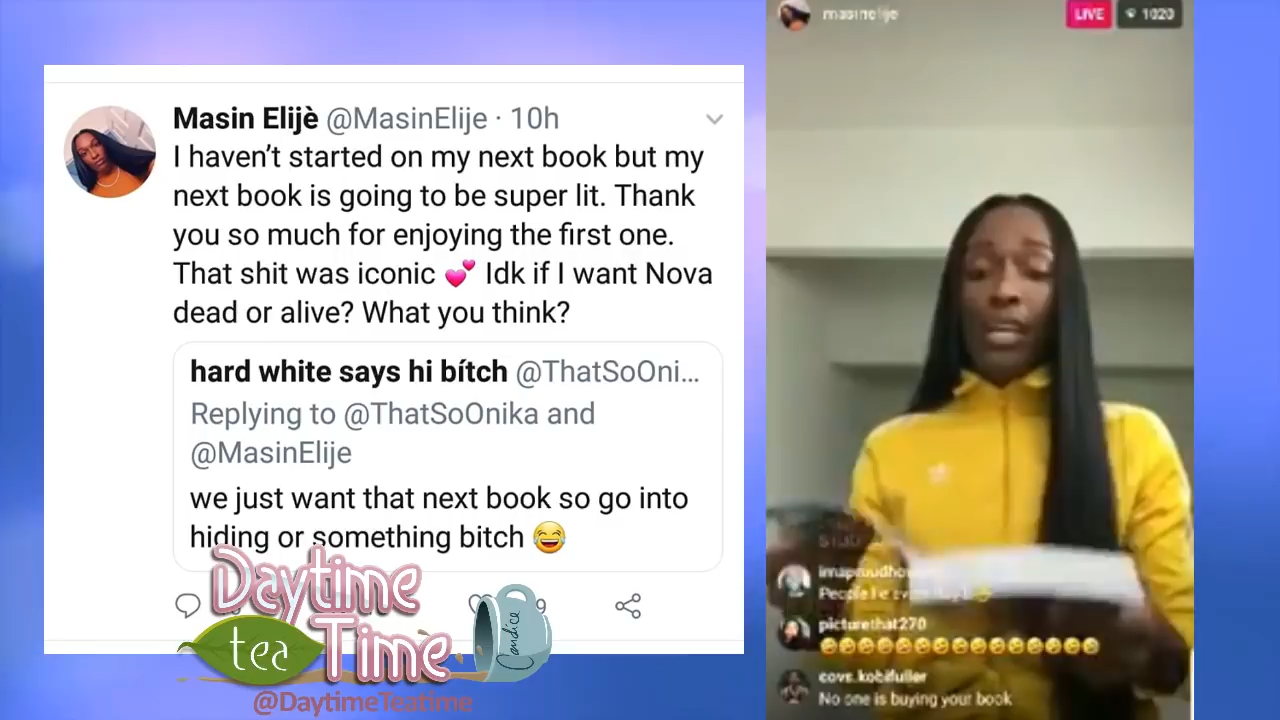 Masin Elijè @MasinElije · 10h
I haven’t started on my next book but my
next book is going to be super lit. Thank
you so much for enjoying the first one.
That shit was iconic 💕 Idk if I want Nova
dead or alive? What you think?
hard white says hi bítch @ThatSoOni...
Replying to @ThatSoOnika and
@MasinElije
we just want that next book so go into
hiding or something bitch 😂
Daytime
tea Time
Candice
@DaytimeTeatime
masinelije LIVE 1020
picturethat270
🤣🤣🤣🤣🤣🤣🤣🤣🤣🤣🤣🤣🤣🤣🤣
covs_kobifuller
No one is buying your book